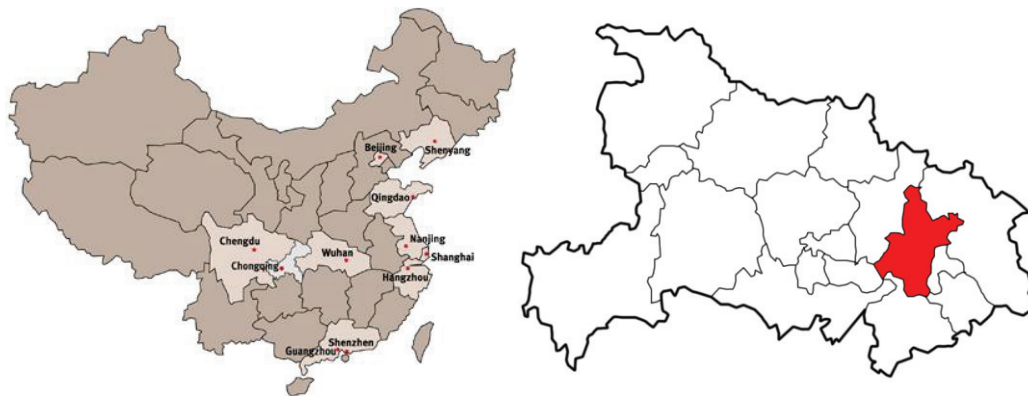 Beijing
Shenyang
Qingdao
Chengdu
Nanjing
Wuhan
Shanghai
Chongqing
Hangzhou
Shenzhen
Guangzhou